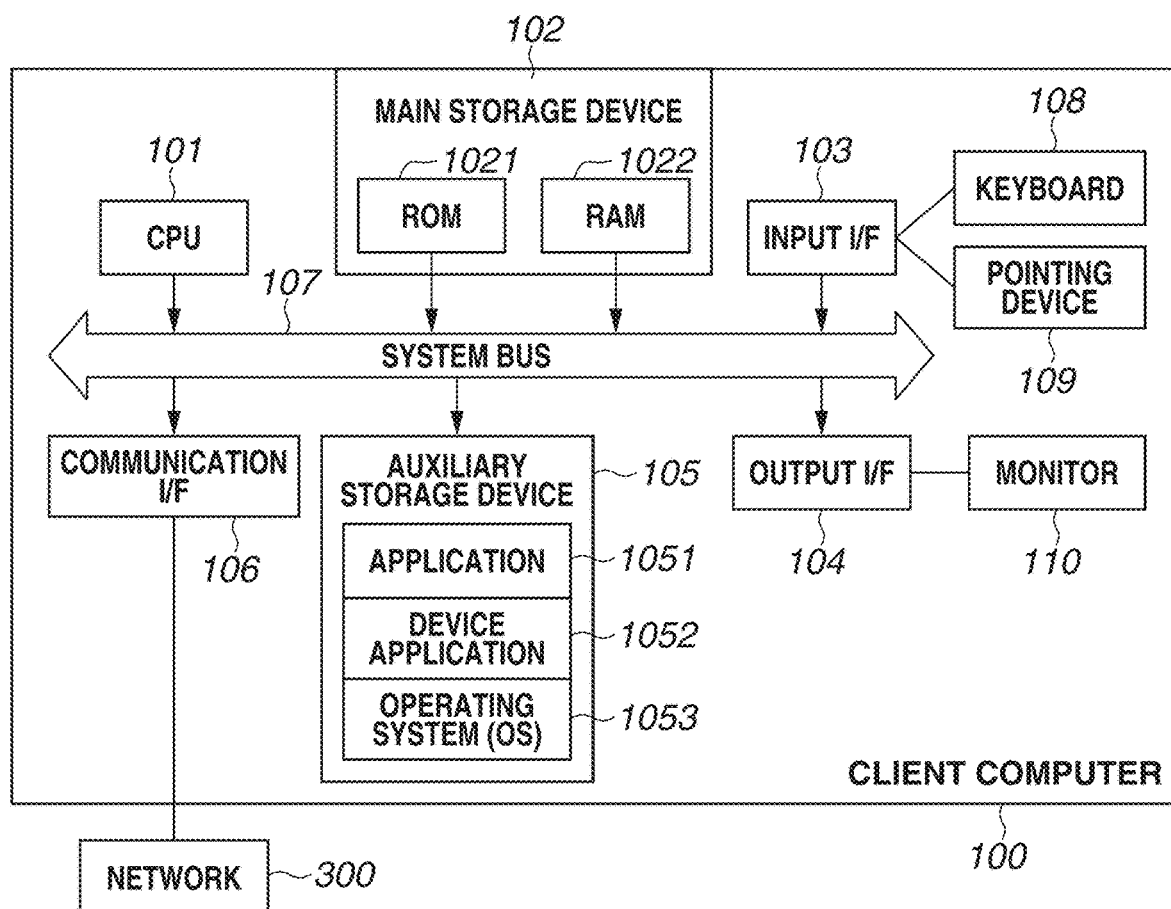 102
MAIN STORAGE DEVICE
108
101
1021
1022
103
KEYBOARD
CPU
ROM
RAM
INPUT I/F
POINTING
DEVICE
107
109
SYSTEM BUS
COMMUNICATION
I/F
106
AUXILIARY
STORAGE DEVICE
105
OUTPUT I/F
MONITOR
104
110
APPLICATION
1051
DEVICE
APPLICATION
1052
OPERATING
SYSTEM (OS)
1053
CLIENT COMPUTER
100
NETWORK
300